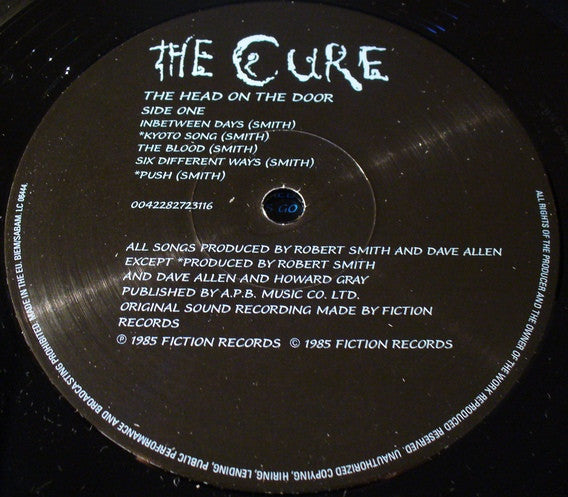 THE CURE
THE HEAD ON THE DOOR
SIDE ONE
INBETWEEN DAYS (SMITH)
*KYOTO SONG (SMITH)
THE BLOOD (SMITH)
SIX DIFFERENT WAYS (SMITH)
*PUSH (SMITH)
0042282723116
GO
ALL SONGS PRODUCED BY ROBERT SMITH AND DAVE ALLEN
EXCEPT *PRODUCED BY ROBERT SMITH
AND DAVE ALLEN AND HOWARD GRAY
PUBLISHED BY A.P.B. MUSIC CO. LTD.
ORIGINAL SOUND RECORDING MADE BY FICTION
RECORDS
℗ 1985 FICTION RECORDS © 1985 FICTION RECORDS
ALL RIGHTS OF THE PRODUCER AND THE OWNER OF THE WORK REPRODUCED RESERVED. UNAUTHORIZED COPYING, HIRING, LENDING, PUBLIC PERFORMANCE AND BROADCASTING PROHIBITED. MADE IN THE EU. BIEM/SABAM. LC 08444.